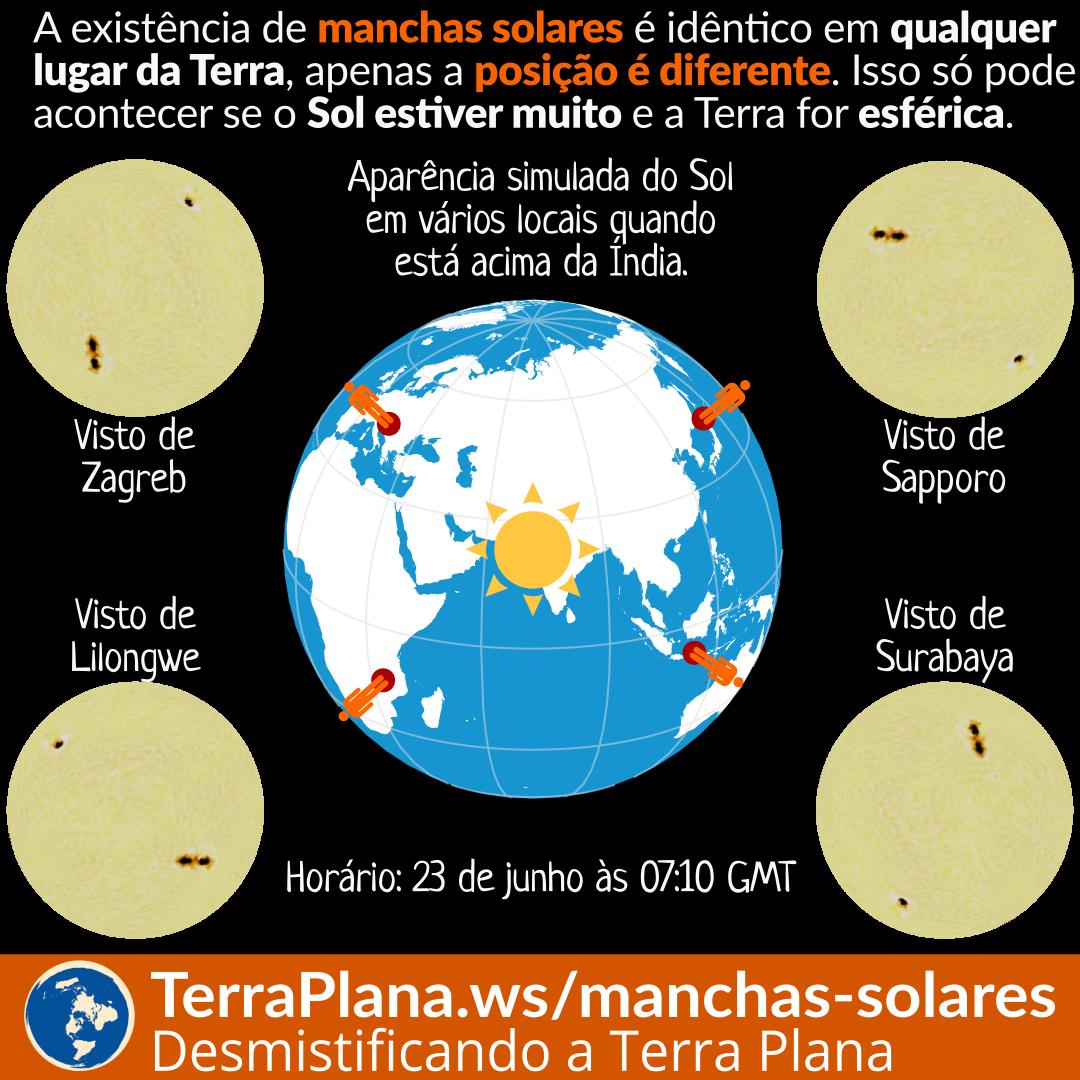 A existência de manchas solares é idêntico em qualquer
lugar da Terra, apenas a posição é diferente. Isso só pode
acontecer se o Sol estiver muito e a Terra for esférica.
Aparência simulada do Sol
em vários locais quando
está acima da Índia.
Visto de
Zagreb
Visto de
Sapporo
Visto de
Lilongwe
Visto de
Surabaya
Horário: 23 de junho às 07:10 GMT
TerraPlana.ws/manchas-solares
Desmistificando a Terra Plana